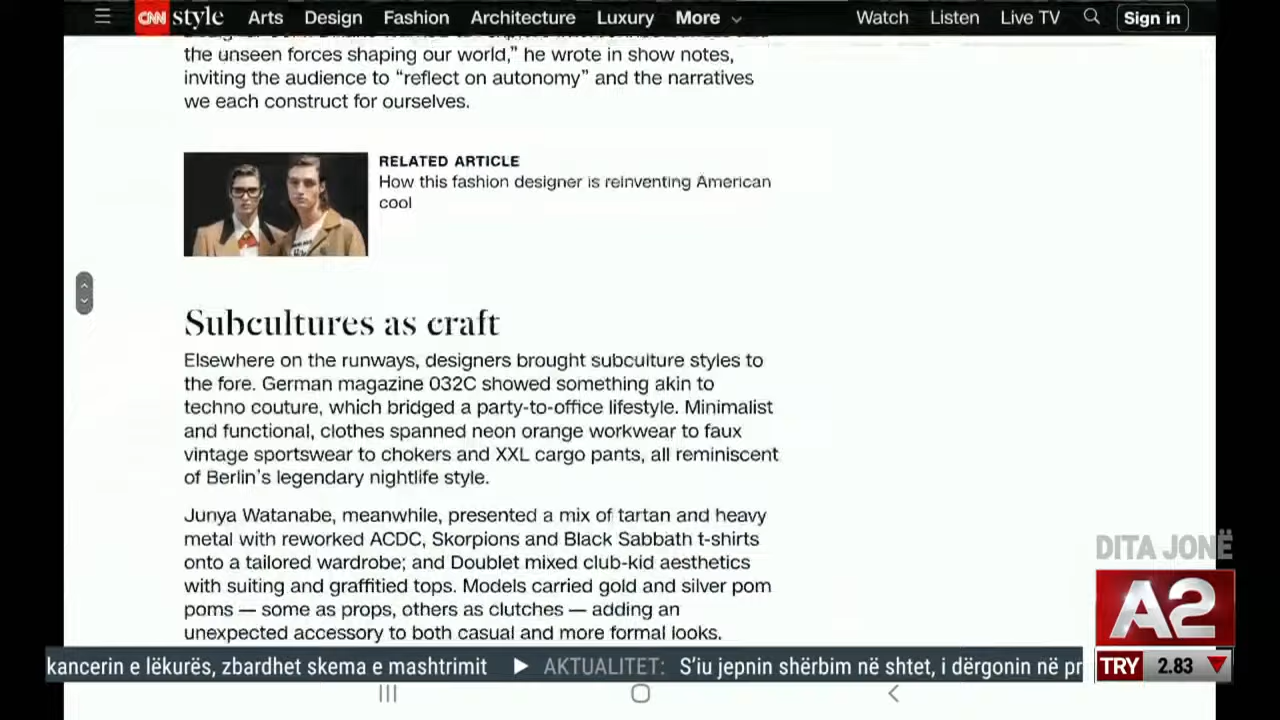 CNN style Arts Design Fashion Architecture Luxury More Watch Listen Live TV Sign in
the unseen forces shaping our world,” he wrote in show notes,
inviting the audience to “reflect on autonomy” and the narratives
we each construct for ourselves.
RELATED ARTICLE
How this fashion designer is reinventing American
cool
Subcultures as craft
Elsewhere on the runways, designers brought subculture styles to
the fore. German magazine 032C showed something akin to
techno couture, which bridged a party-to-office lifestyle. Minimalist
and functional, clothes spanned neon orange workwear to faux
vintage sportswear to chokers and XXL cargo pants, all reminiscent
of Berlin’s legendary nightlife style.
Junya Watanabe, meanwhile, presented a mix of tartan and heavy
metal with reworked ACDC, Skorpions and Black Sabbath t-shirts
onto a tailored wardrobe; and Doublet mixed club-kid aesthetics
with suiting and graffitied tops. Models carried gold and silver pom
poms — some as props, others as clutches — adding an
unexpected accessory to both casual and more formal looks.
DITA JONË
A2
kancerin e lëkurës, zbardhet skema e mashtrimit ▶ AKTUALITET: S’iu jepnin shërbim në shtet, i dërgonin në pr
TRY 2.83